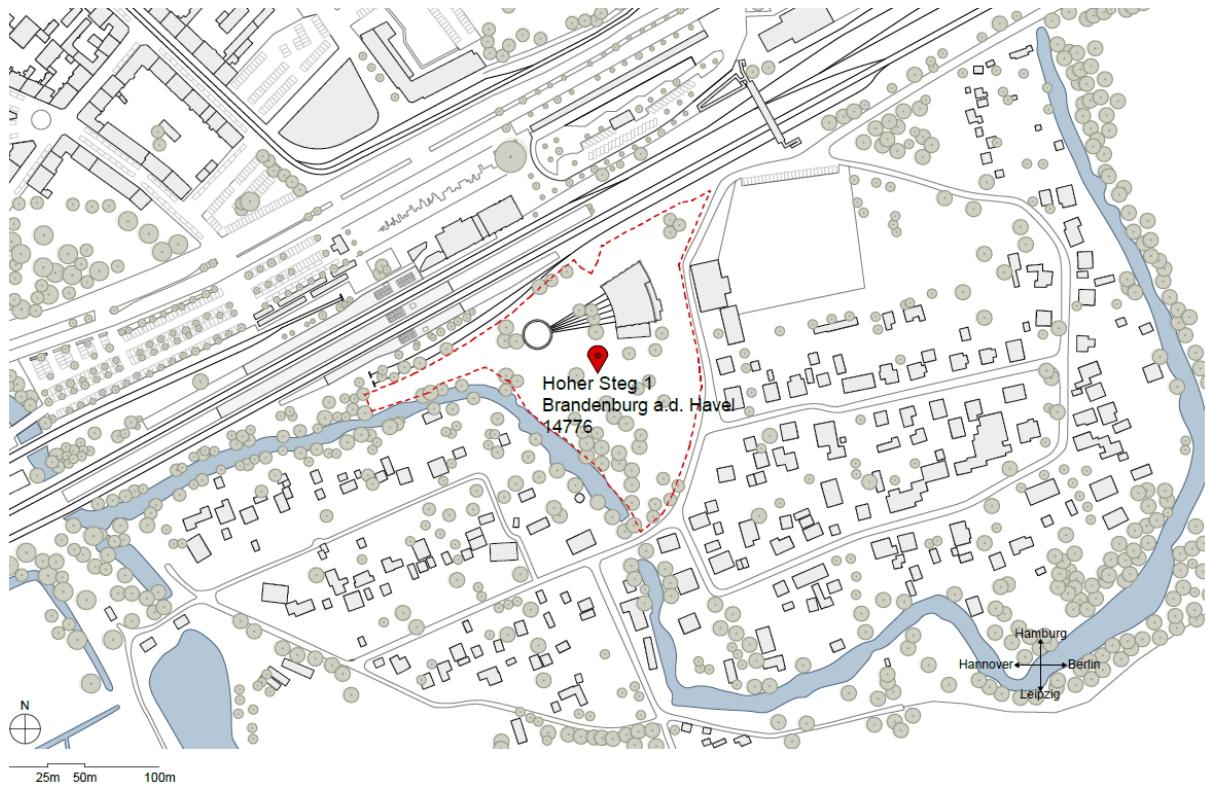 Hoher Steg 1
Brandenburg a.d. Havel
14776
Hamburg
Hannover
Berlin
Leipzig
N
25m 50m 100m